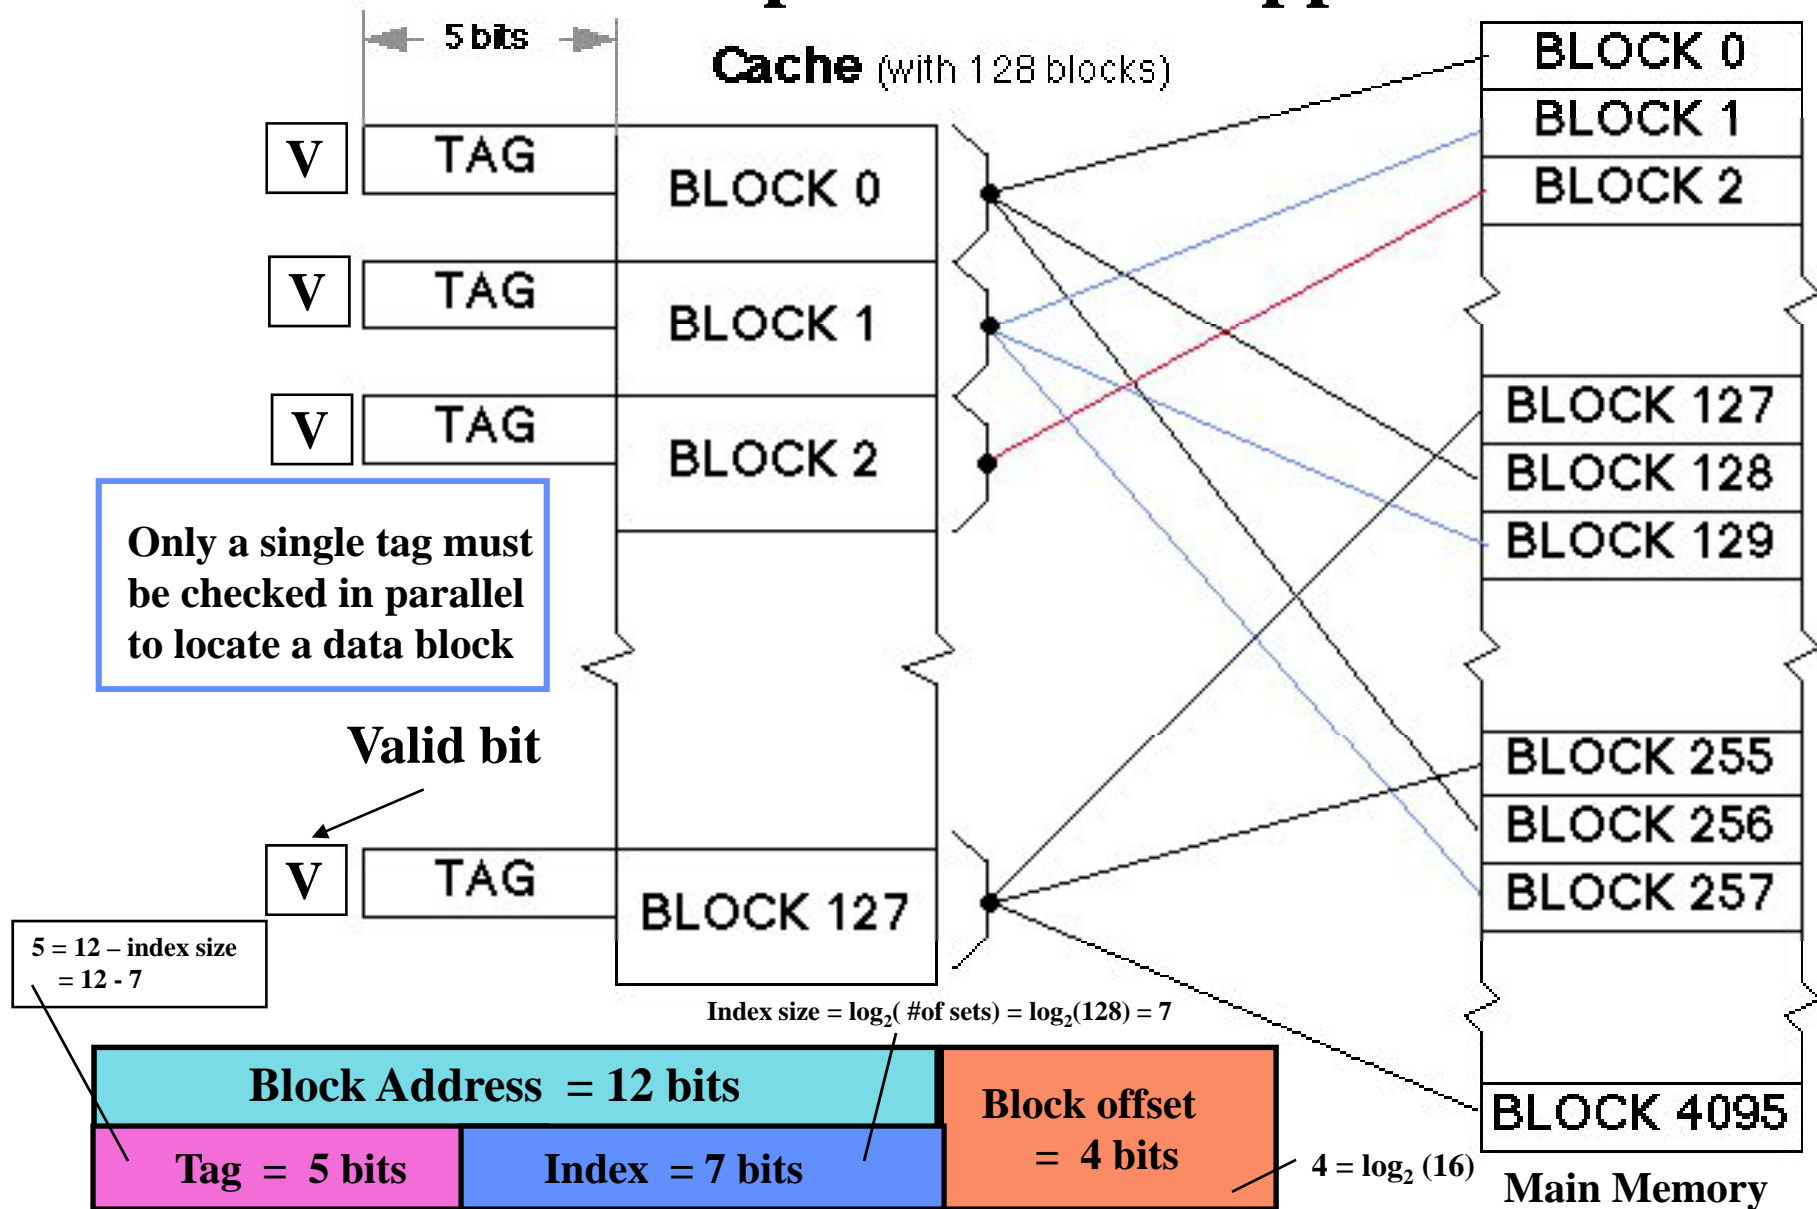 5 bits
Cache (with 128 blocks)
BLOCK 0
BLOCK 1
BLOCK 2
V
TAG
BLOCK 0
V
TAG
BLOCK 1
V
TAG
BLOCK 2
BLOCK 127
BLOCK 128
BLOCK 129
Only a single tag must
be checked in parallel
to locate a data block
Valid bit
BLOCK 255
BLOCK 256
BLOCK 257
V
TAG
BLOCK 127
5 = 12 – index size
= 12 - 7
Index size = log₂( #of sets) = log₂(128) = 7
Block Address = 12 bits
Block offset
= 4 bits
Tag = 5 bits
Index = 7 bits
4 = log₂ (16)
BLOCK 4095
Main Memory